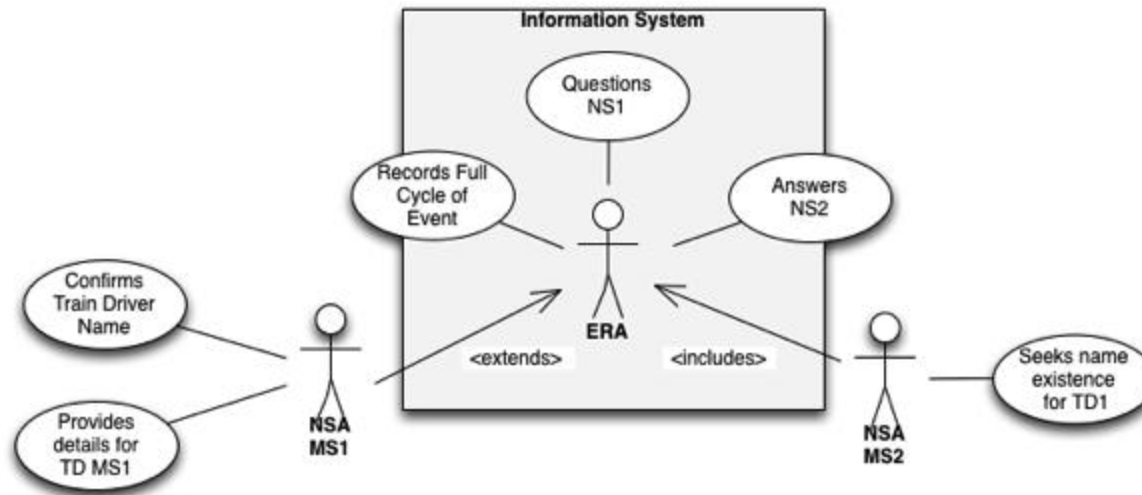 Information System
Questions
NS1
Records Full
Cycle of
Event
Answers
NS2
ERA
Confirms
Train Driver
Name
<extends>
<includes>
Provides
details for
TD MS1
NSA
MS1
NSA
MS2
Seeks name
existence
for TD1